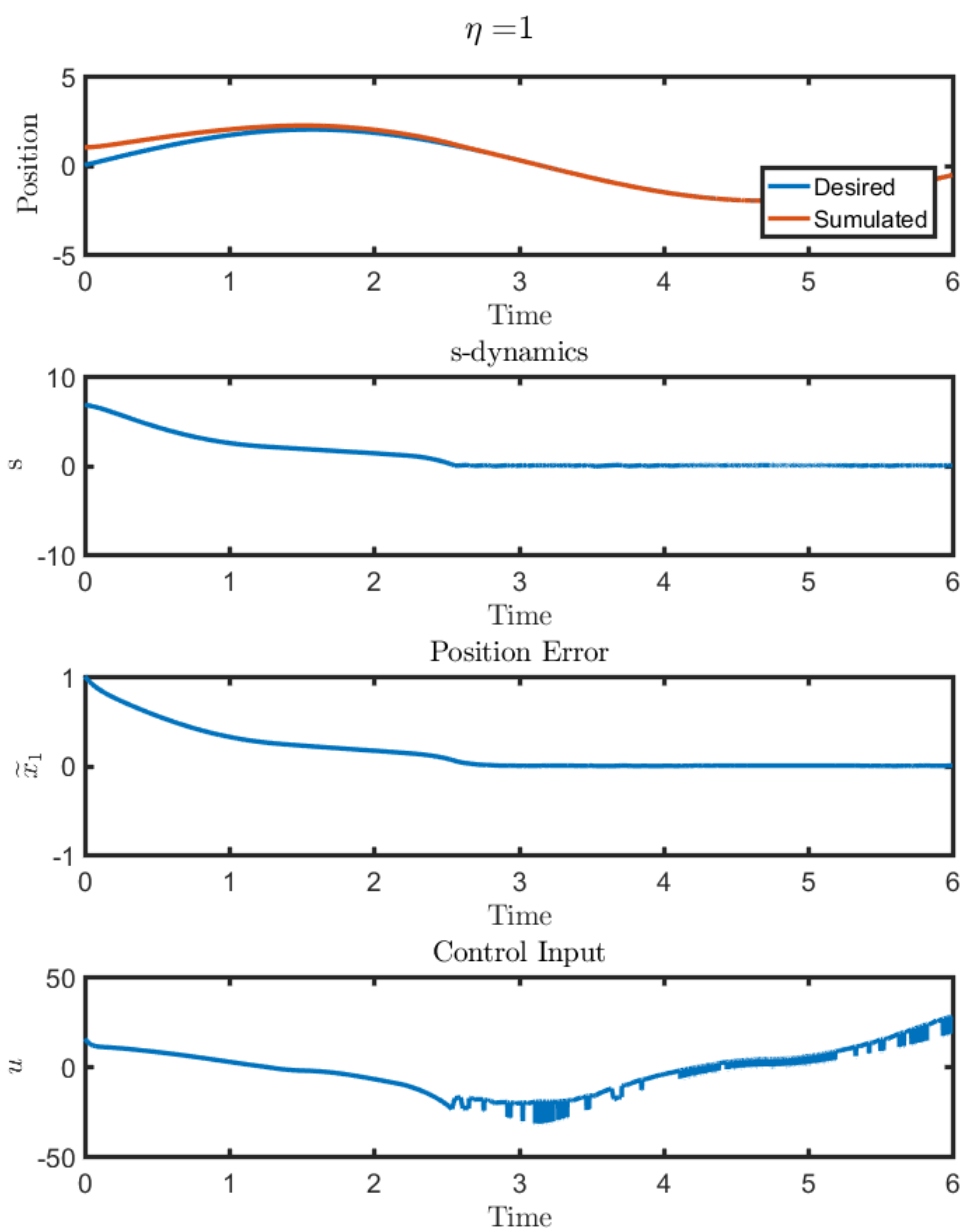 η =1
5
0
-5
Position
Desired
Sumulated
0 1 2 3 4 5 6
Time
s-dynamics
10
0
-10
s
0 1 2 3 4 5 6
Time
Position Error
1
0
-1
x̃₁
0 1 2 3 4 5 6
Time
Control Input
50
0
-50
u
0 1 2 3 4 5 6
Time